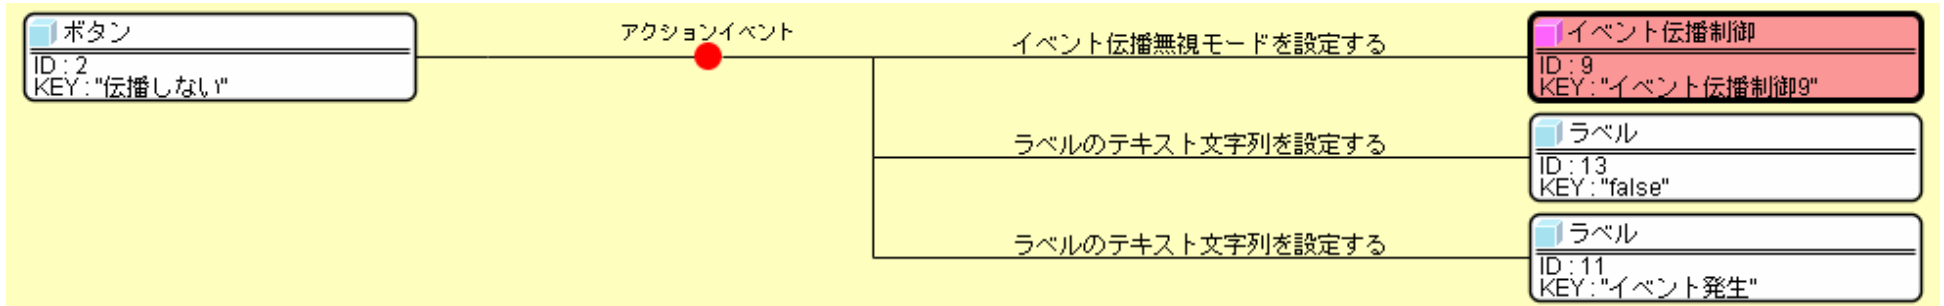 ボタン
ID : 2
KEY : "伝播しない"
アクションイベント
イベント伝播無視モードを設定する
イベント伝播制御
ID : 9
KEY : "イベント伝播制御9"
ラベルのテキスト文字列を設定する
ラベル
ID : 13
KEY : "false"
ラベルのテキスト文字列を設定する
ラベル
ID : 11
KEY : "イベント発生"